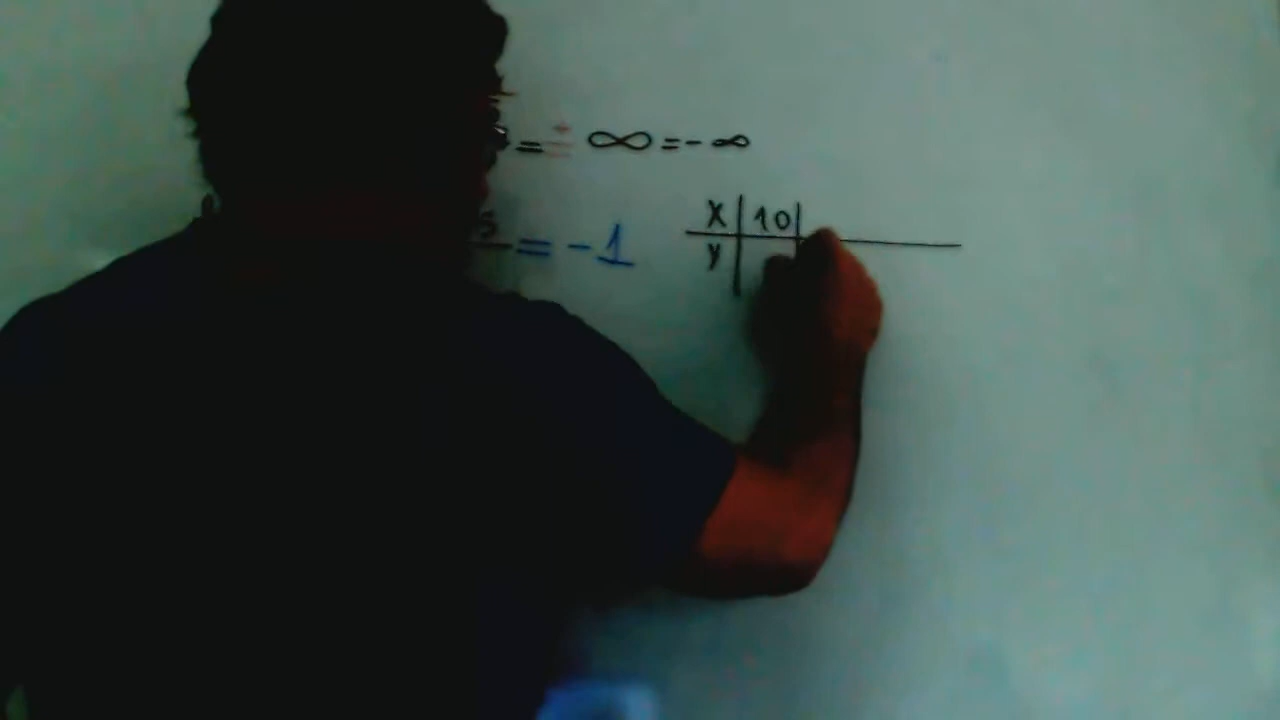 = ± ∞ = - ∞
= -1
X | 10 |
y |